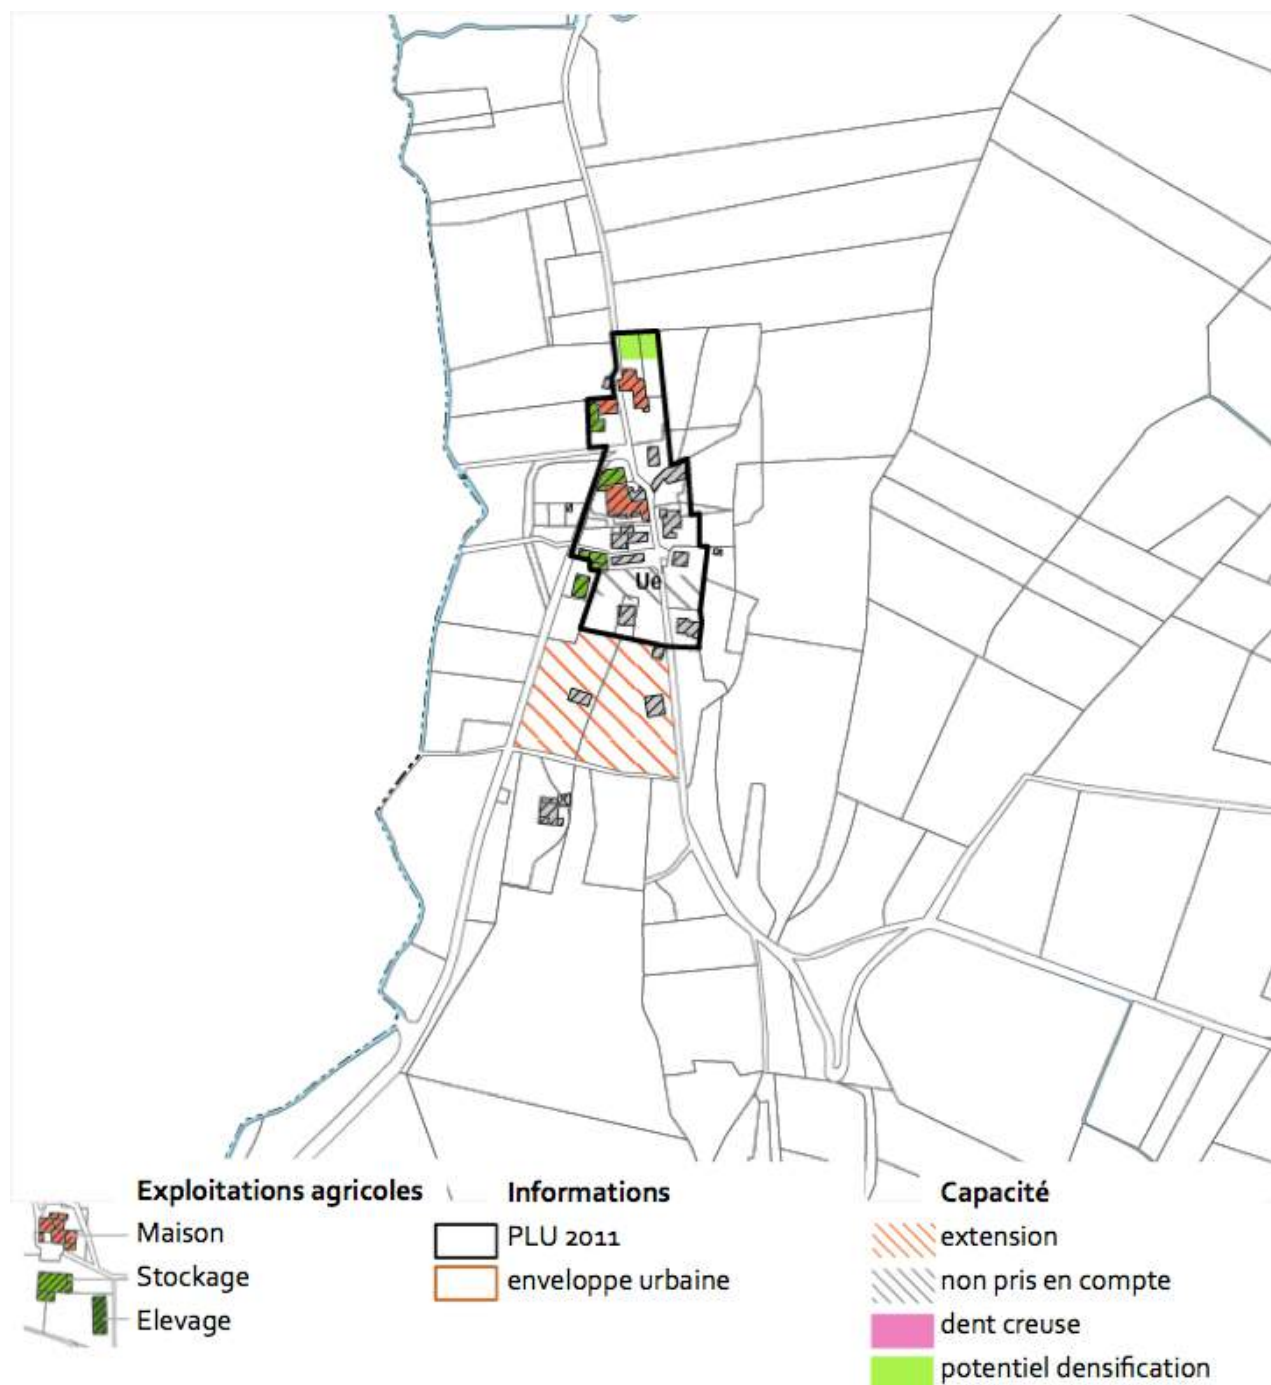 Ue
Exploitations agricoles
Maison
Stockage
Elevage
Informations
PLU 2011
enveloppe urbaine
Capacité
extension
non pris en compte
dent creuse
potentiel densification